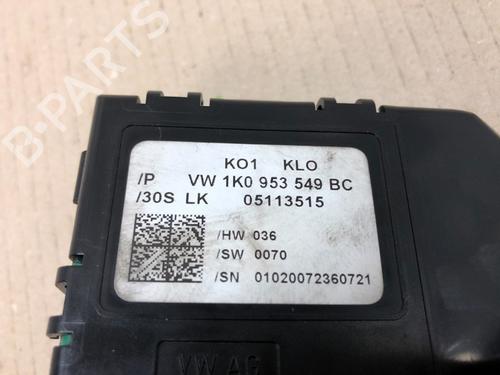 B-PARTS
KO1 KLO
/P VW 1K0 953 549 BC
/30S LK 05113515
/HW 036
/SW 0070
/SN 01020072360721
VW AG